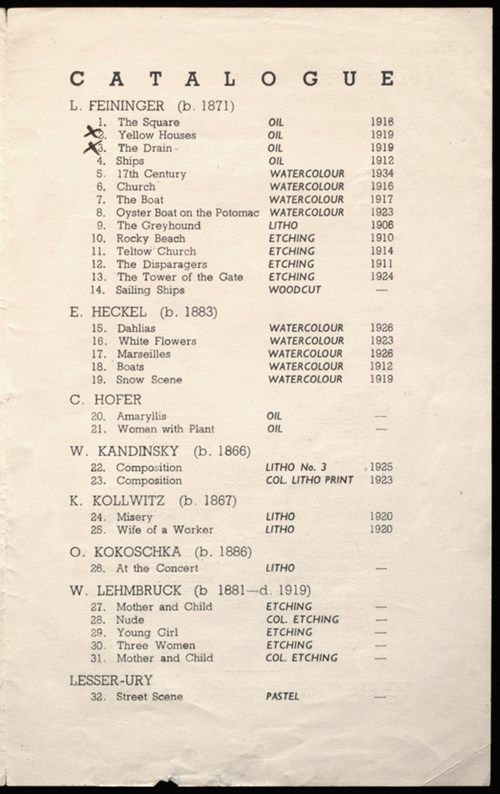 CATALOGUE
L. FEININGER (b. 1871)
1. The Square OIL 1916
2. Yellow Houses OIL 1919
3. The Drain OIL 1919
4. Ships OIL 1912
5. 17th Century WATERCOLOUR 1934
6. Church WATERCOLOUR 1916
7. The Boat WATERCOLOUR 1917
8. Oyster Boat on the Potomac WATERCOLOUR 1923
9. The Greyhound LITHO 1906
10. Rocky Beach ETCHING 1910
11. Teltow Church ETCHING 1914
12. The Disparagers ETCHING 1911
13. The Tower of the Gate ETCHING 1924
14. Sailing Ships WOODCUT —
E. HECKEL (b. 1883)
15. Dahlias WATERCOLOUR 1926
16. White Flowers WATERCOLOUR 1923
17. Marseilles WATERCOLOUR 1926
18. Boats WATERCOLOUR 1912
19. Snow Scene WATERCOLOUR 1919
C. HOFER
20. Amaryllis OIL —
21. Woman with Plant OIL —
W. KANDINSKY (b. 1866)
22. Composition LITHO No. 3 1925
23. Composition COL. LITHO PRINT 1923
K. KOLLWITZ (b. 1867)
24. Misery LITHO 1920
25. Wife of a Worker LITHO 1920
O. KOKOSCHKA (b. 1886)
26. At the Concert LITHO —
W. LEHMBRUCK (b 1881—d. 1919)
27. Mother and Child ETCHING —
28. Nude COL. ETCHING —
29. Young Girl ETCHING —
30. Three Women ETCHING —
31. Mother and Child COL. ETCHING —
LESSER-URY
32. Street Scene PASTEL —